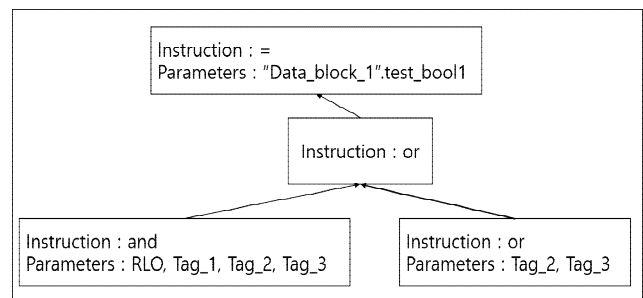 Instruction : =
Parameters : "Data_block_1".test_bool1
Instruction : or
Instruction : and
Parameters : RLO, Tag_1, Tag_2, Tag_3
Instruction : or
Parameters : Tag_2, Tag_3